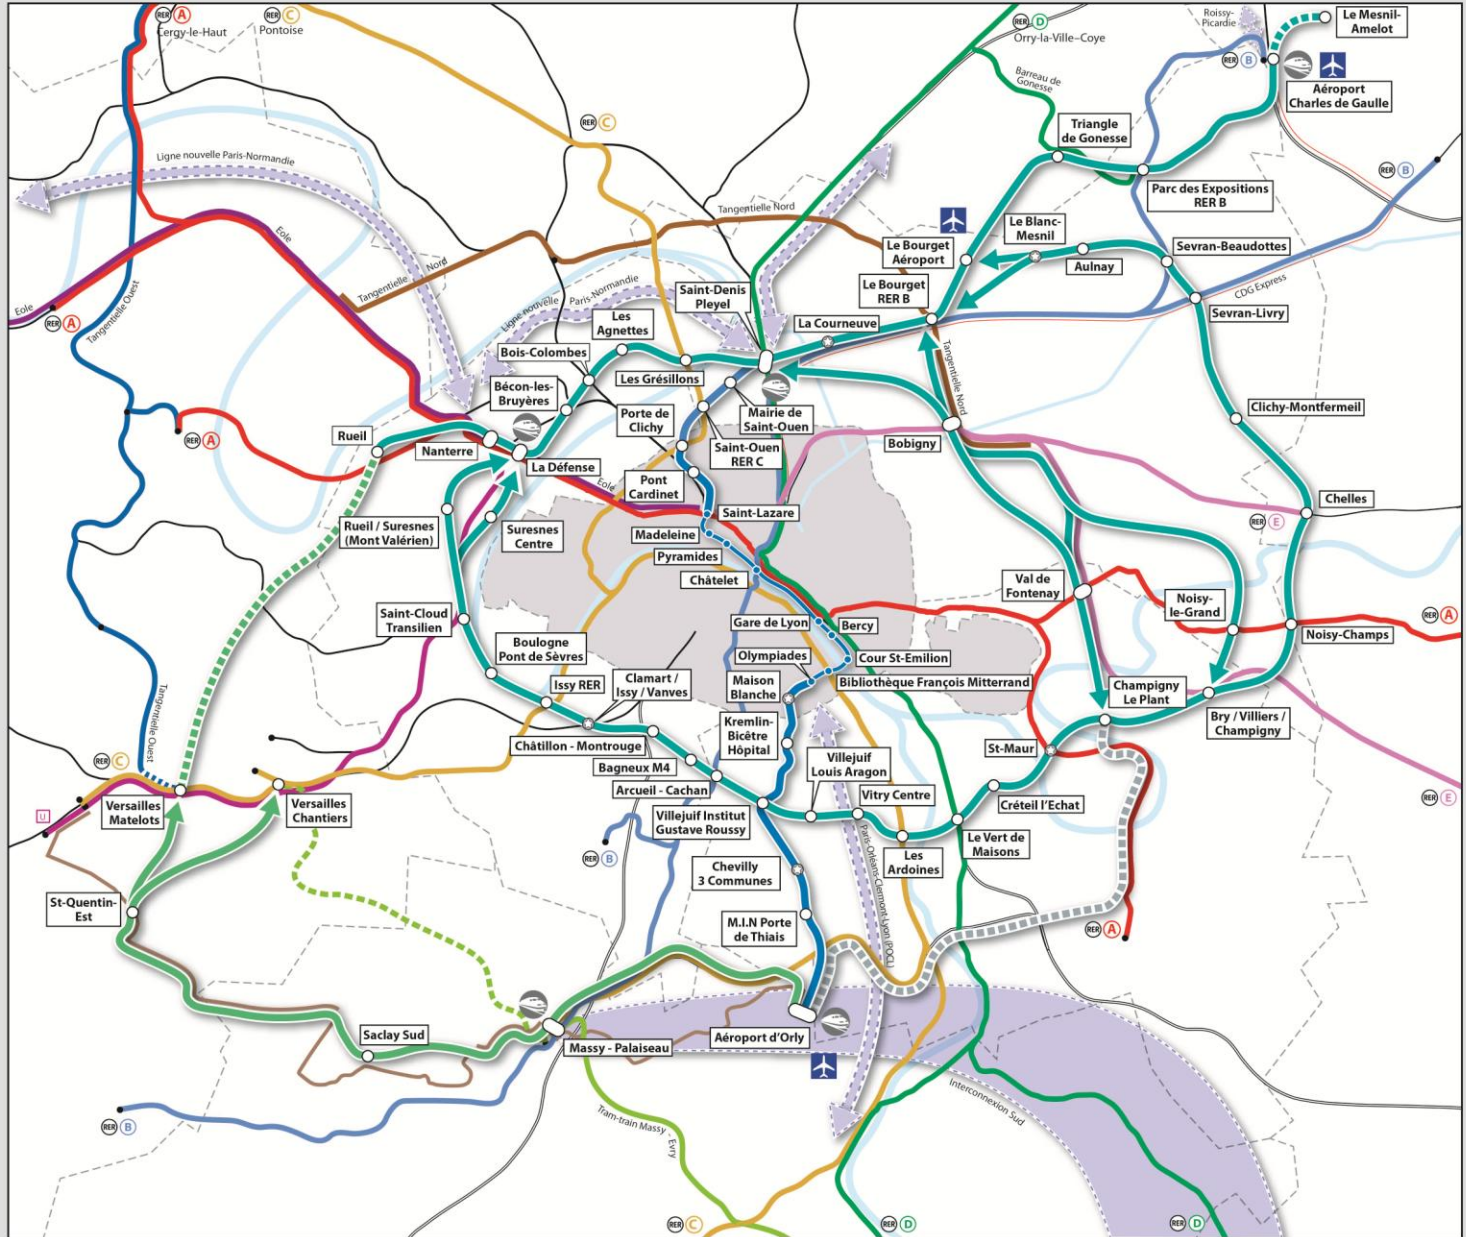 RER A
Cergy-le-Haut
RER C
Pontoise
RER D
Orry-la-Ville–Coye
Roissy-
Picardie
Le Mesnil-
Amelot
RER B
Aéroport
Charles de Gaulle
Barreau de
Gonesse
Triangle
de Gonesse
RER C
Ligne nouvelle Paris-Normandie
RER B
Parc des Expositions
RER B
Tangentielle Nord
Le Blanc-
Mesnil
Le Bourget
Aéroport
Sevran-Beaudottes
Aulnay
Eole
Tangentielle Nord
Le Bourget
RER B
CDG Express
Sevran-Livry
Eole
RER A
Tangentielle Ouest
Ligne nouvelle Paris-Normandie
Saint-Denis
Pleyel
Les
Agnettes
La Courneuve
Bois-Colombes
Les Grésillons
Bécon-les-
Bruyères
Tangentielle Nord
Porte de
Clichy
Mairie de
Saint-Ouen
Clichy-Montfermeil
RER A
Rueil
Nanterre
Saint-Ouen
RER C
Bobigny
La Défense
Eole
Pont
Cardinet
Chelles
Rueil / Suresnes
(Mont Valérien)
Suresnes
Centre
Saint-Lazare
RER E
Madeleine
Pyramides
Châtelet
Val de
Fontenay
Noisy-
le-Grand
RER A
Saint-Cloud
Transilien
Gare de Lyon
Bercy
Noisy-Champs
Boulogne
Pont de Sèvres
Olympiades
Cour St-Emilion
Issy RER
Clamart /
Issy / Vanves
Maison
Blanche
Bibliothèque François Mitterrand
Champigny
Le Plant
Tangentielle Ouest
Kremlin-
Bicêtre
Hôpital
Bry / Villiers /
Champigny
Châtillon - Montrouge
St-Maur
RER C
Bagneux M4
Villejuif
Louis Aragon
Arcueil - Cachan
Vitry Centre
RER E
Versailles
Matelots
Versailles
Chantiers
Créteil l'Echat
U
Villejuif Institut
Gustave Roussy
Le Vert de
Maisons
RER B
Les
Ardoines
Paris-Orléans-Clermont-Lyon (POCL)
Chevilly
3 Communes
St-Quentin-
Est
M.I.N Porte
de Thiais
RER A
Saclay Sud
Aéroport d'Orly
Massy - Palaiseau
Interconnexion Sud
RER B
Tram-train Massy - Evry
RER C
RER D
RER D